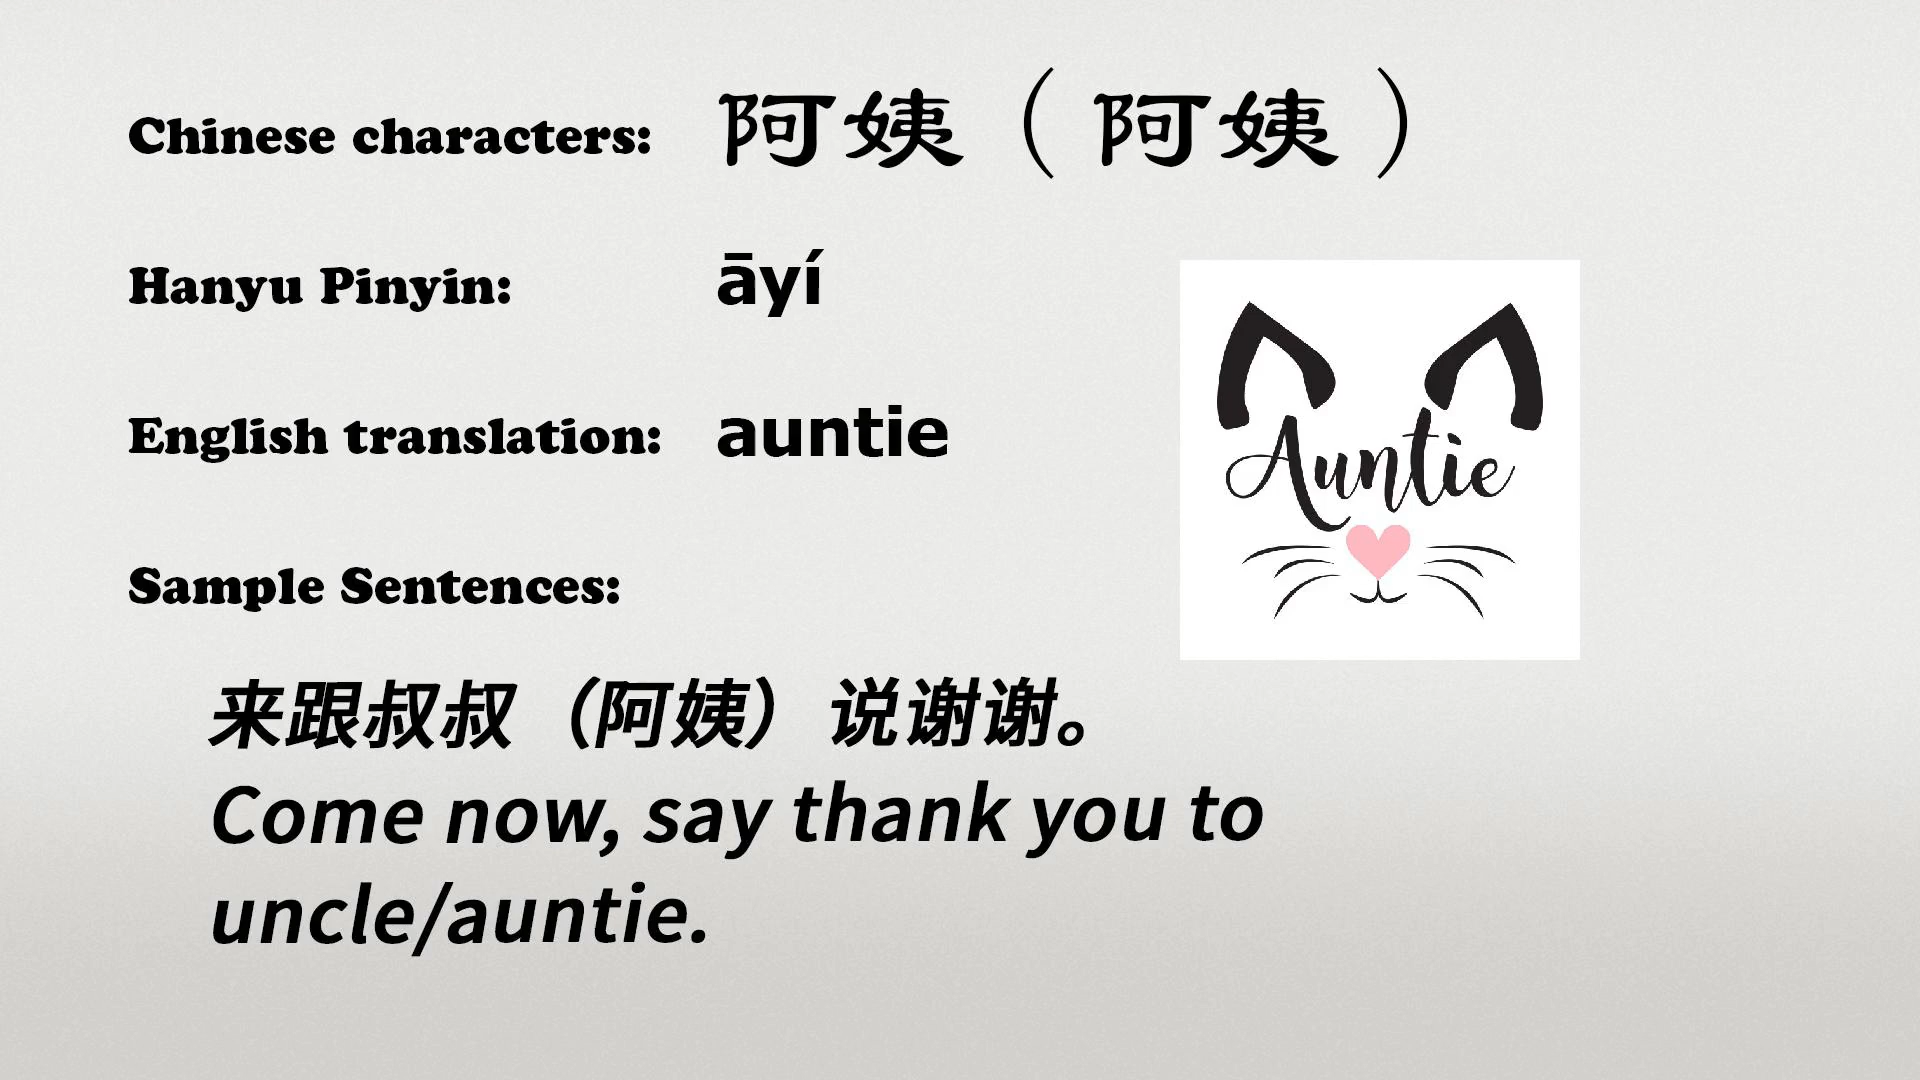 Chinese characters: 阿姨（阿姨）
Hanyu Pinyin: āyí
English translation: auntie
Auntie
Sample Sentences:
来跟叔叔（阿姨）说谢谢。
Come now, say thank you to
uncle/auntie.